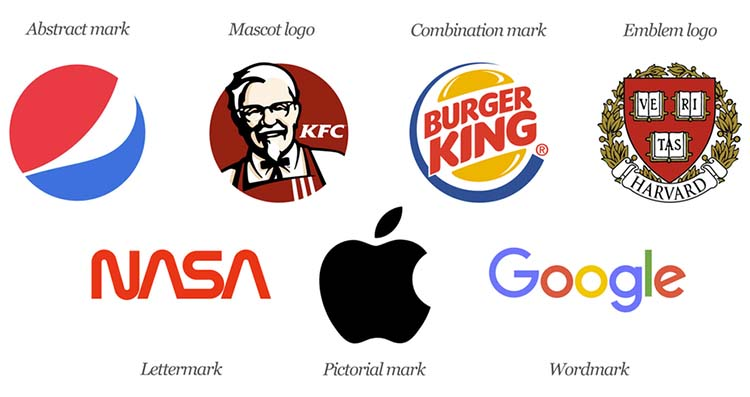 Abstract mark
Mascot logo
Combination mark
Emblem logo
KFC
BURGER
KING
®
VE RI
TAS
HARVARD
NASA
Google
Lettermark
Pictorial mark
Wordmark